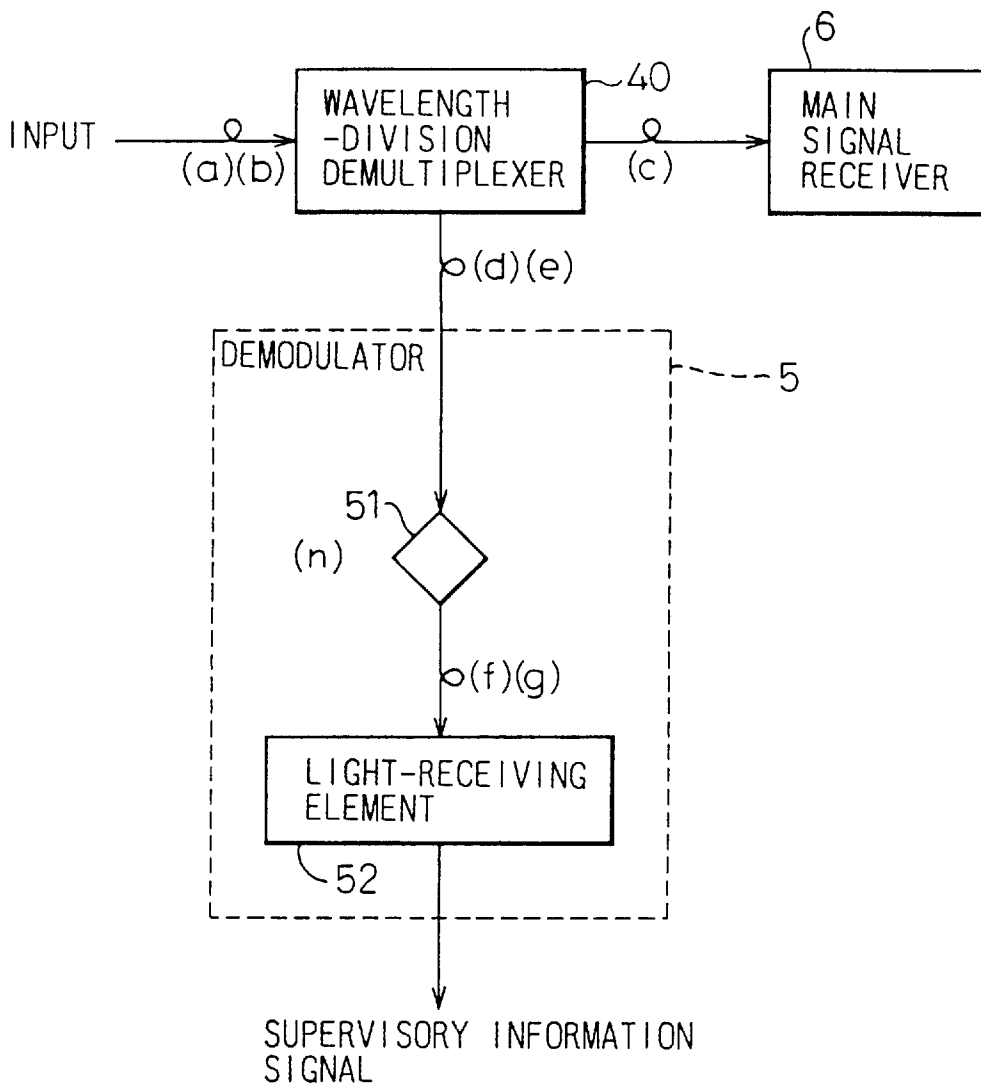 6
40
WAVELENGTH
-DIVISION
DEMULTIPLEXER
MAIN
SIGNAL
RECEIVER
INPUT
(a)(b)
(c)
(d)(e)
DEMODULATOR
5
51
(n)
(f)(g)
LIGHT-RECEIVING
ELEMENT
52
SUPERVISORY INFORMATION
SIGNAL